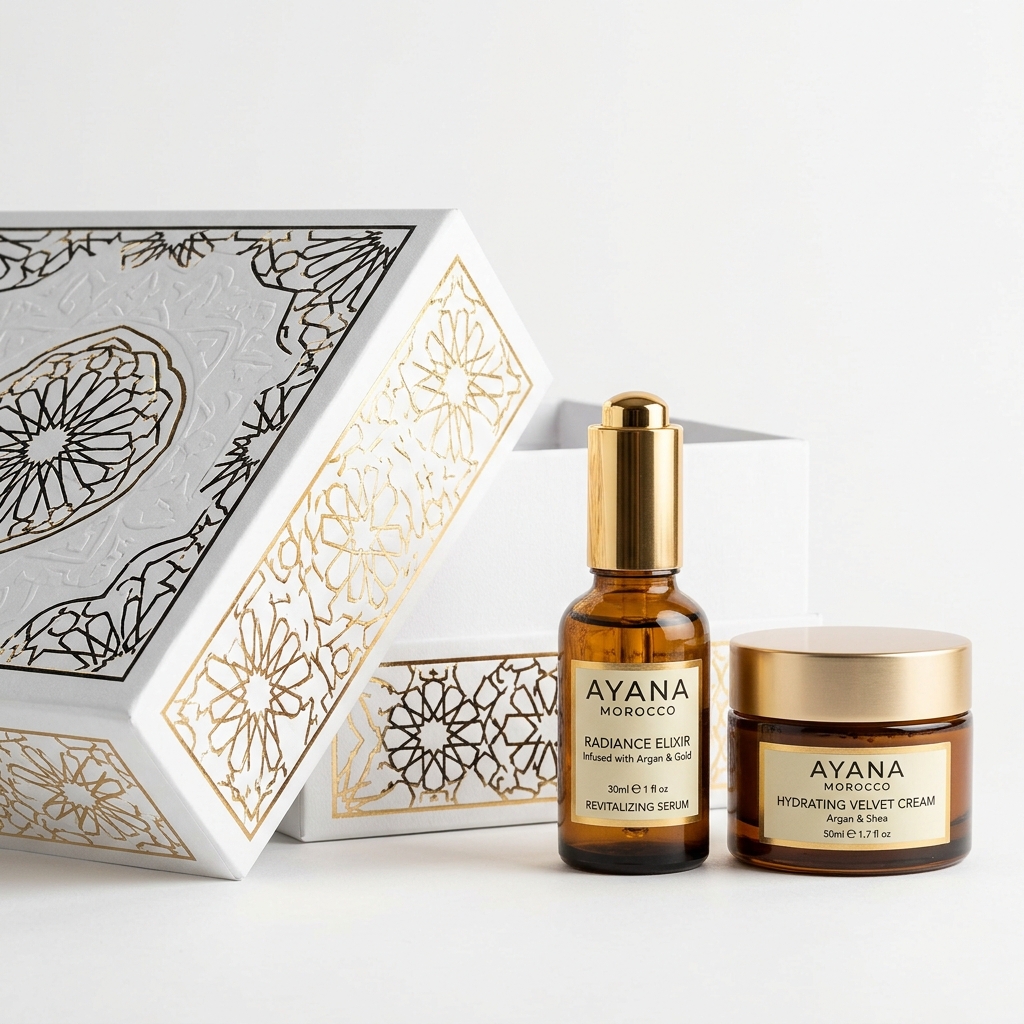 AYANA
MOROCCO
RADIANCE ELIXIR
Infused with Argan & Gold
30ml ℮ 1 fl oz
REVITALIZING SERUM
AYANA
MOROCCO
HYDRATING VELVET CREAM
Argan & Shea
50ml ℮ 1.7 fl oz